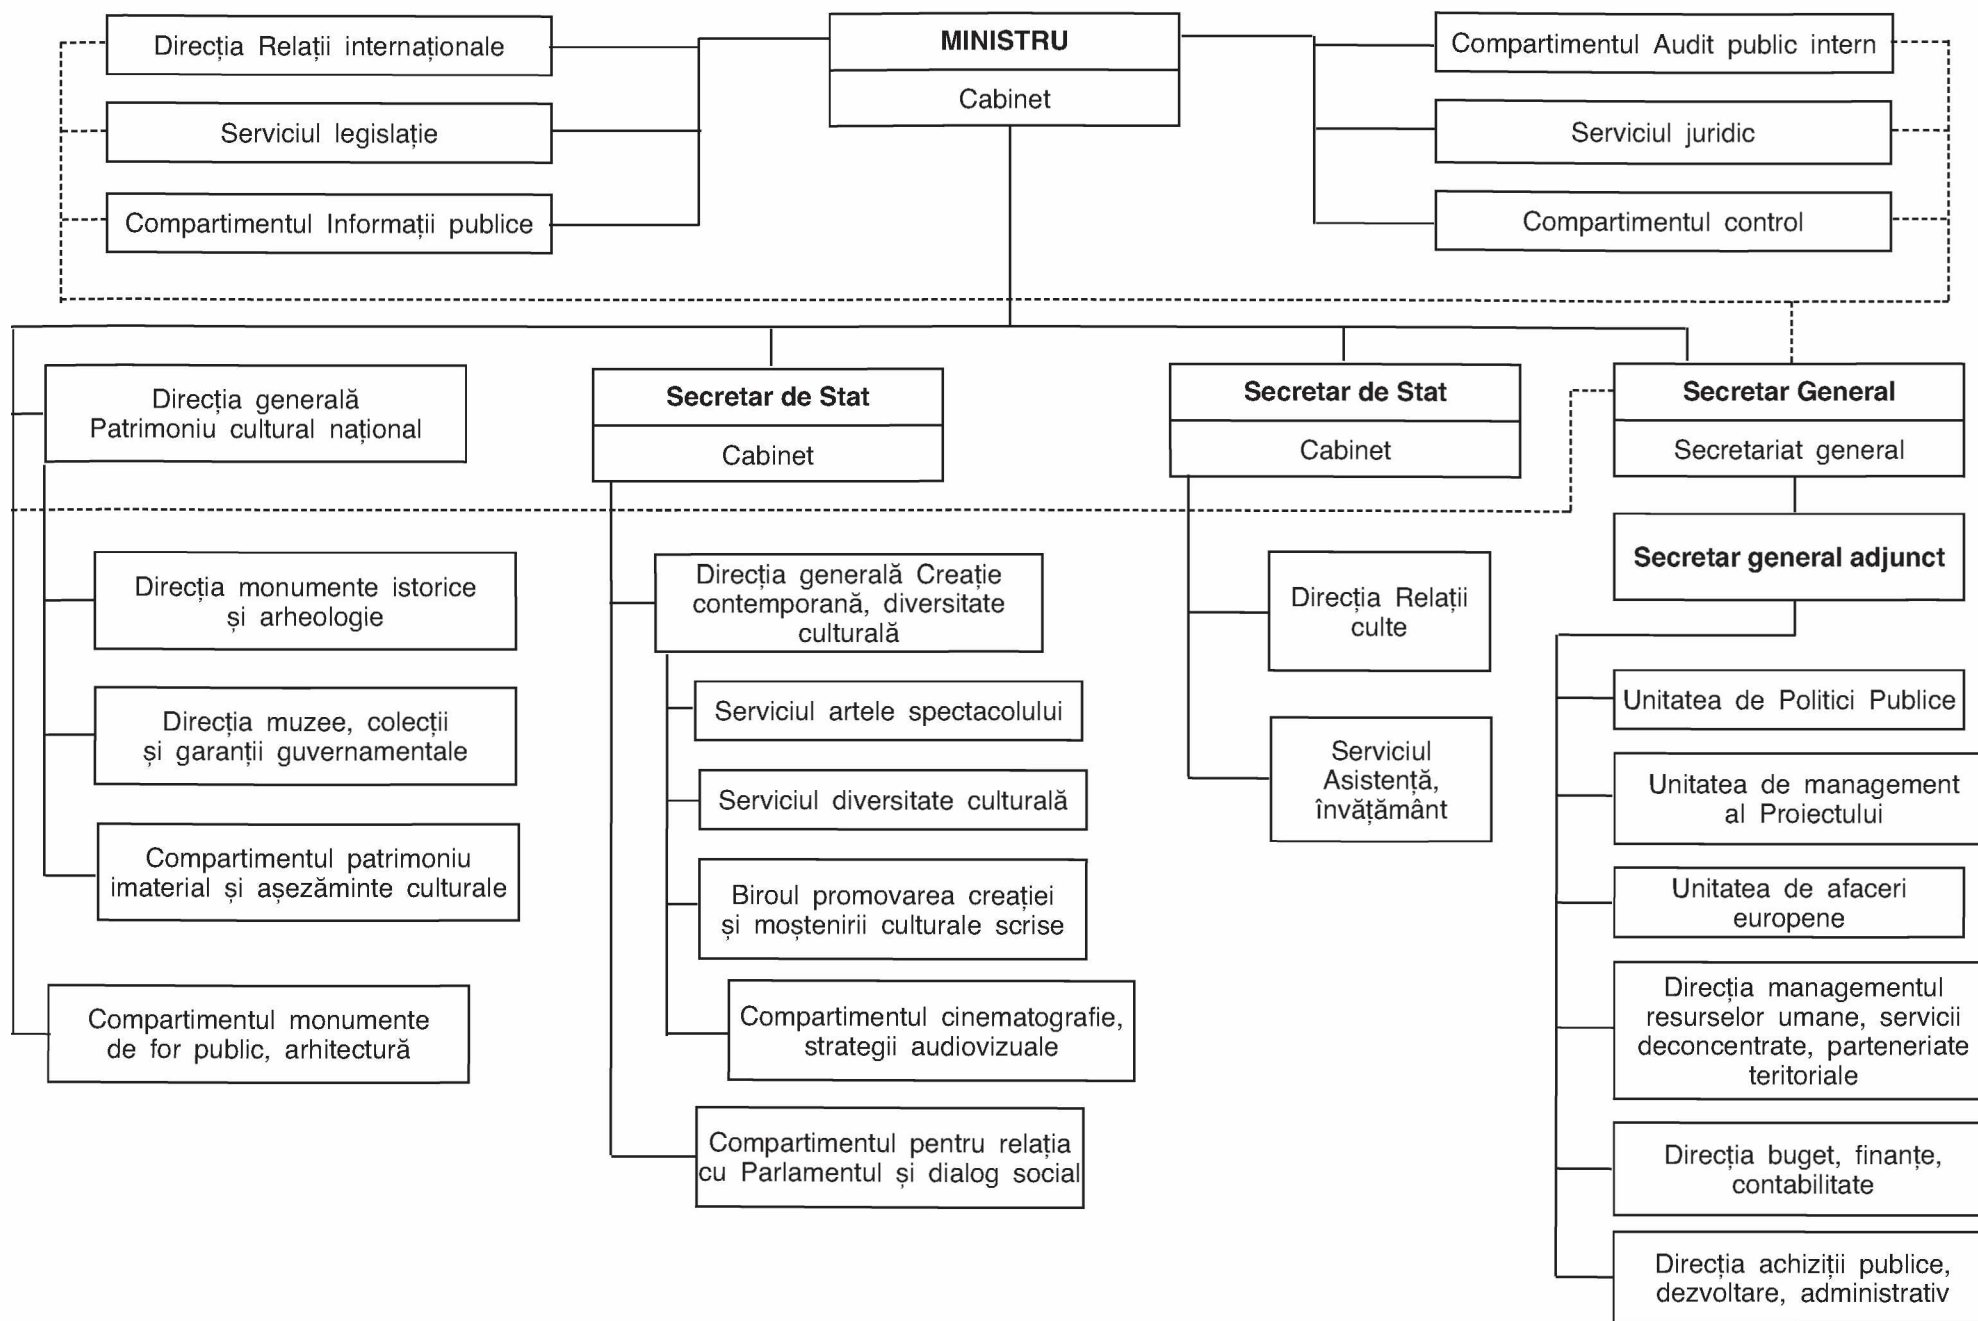 Direcția Relații internaționale
Serviciul legislație
Compartimentul Informații publice
MINISTRU
Cabinet
Compartimentul Audit public intern
Serviciul juridic
Compartimentul control
Direcția generală
Patrimoniu cultural național
Direcția monumente istorice
și arheologie
Direcția muzee, colecții
și garanții guvernamentale
Compartimentul patrimoniu
imaterial și așezăminte culturale
Compartimentul monumente
de for public, arhitectură
Secretar de Stat
Cabinet
Direcția generală Creație
contemporană, diversitate
culturală
Serviciul artele spectacolului
Serviciul diversitate culturală
Biroul promovarea creației
și moștenirii culturale scrise
Compartimentul cinematografie,
strategii audiovizuale
Compartimentul pentru relația
cu Parlamentul și dialog social
Secretar de Stat
Cabinet
Direcția Relații
culte
Serviciul
Asistență,
învățământ
Secretar General
Secretariat general
Secretar general adjunct
Unitatea de Politici Publice
Unitatea de management
al Proiectului
Unitatea de afaceri
europene
Direcția managementul
resurselor umane, servicii
deconcentrate, parteneriate
teritoriale
Direcția buget, finanțe,
contabilitate
Direcția achiziții publice,
dezvoltare, administrativ